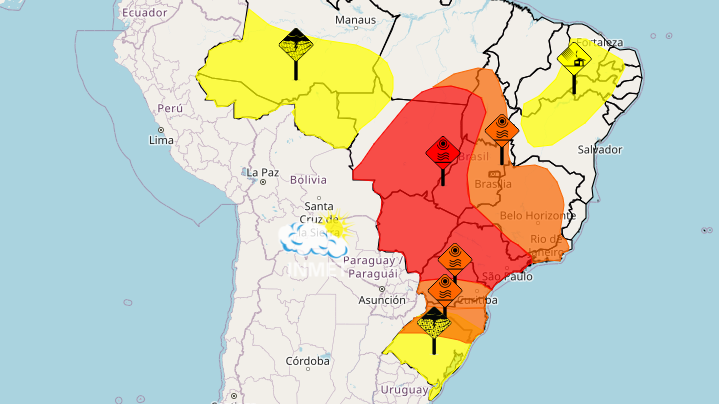 Ecuador
Manaus
Fortaleza
Perú
Lima
Salvador
Brasil
La Paz
Bolivia
Brasília
Santa
Cruz de
la Sierra
Belo Horizonte
INMET
Rio de
Janeiro
Paraguay /
Paraguái
São Paulo
Asunción
Curitiba
Córdoba
Uruguay